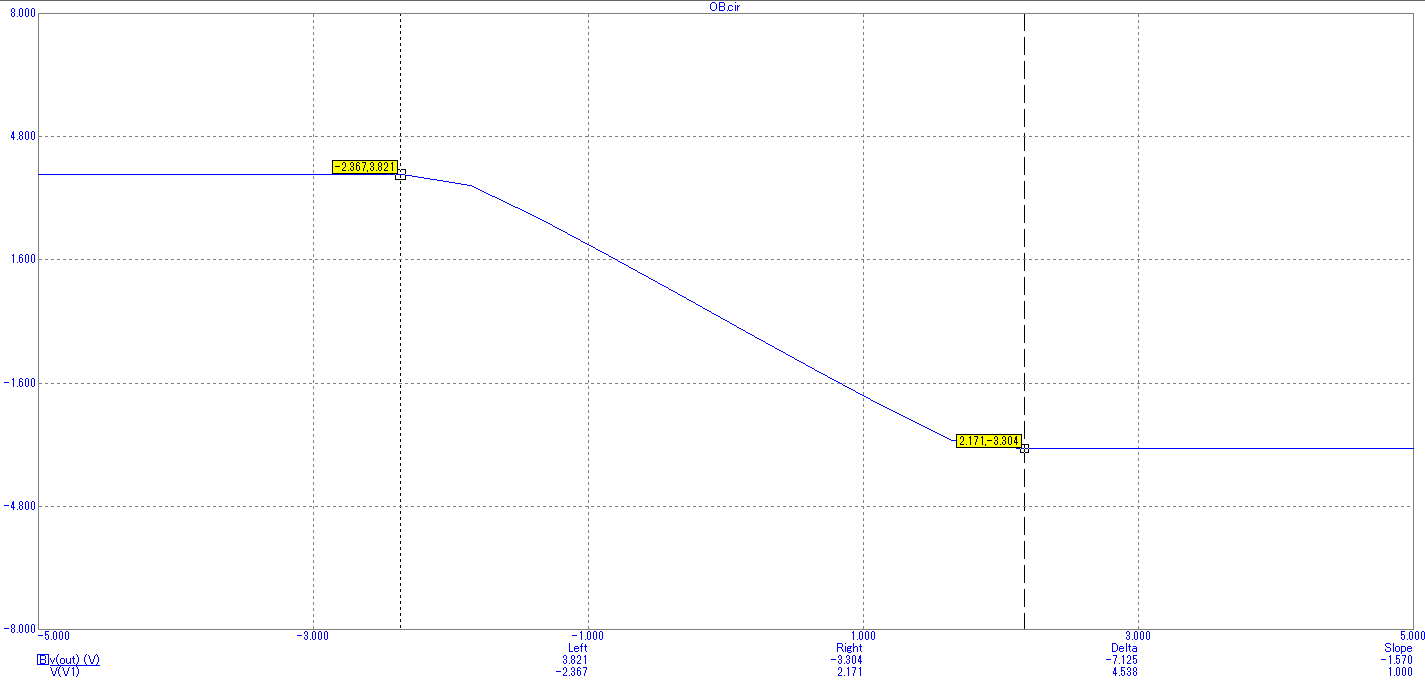 OB.cir
8.000
4.800
-2.367,3.821
1.600
-1.600
2.171,-3.304
-4.800
-8.000
-5.000 -3.000 -1.000 1.000 3.000 5.000
Left Right Delta Slope
B v(out) (V) 3.821 -3.304 -7.125 -1.570
V(V1) -2.367 2.171 4.538 1.000